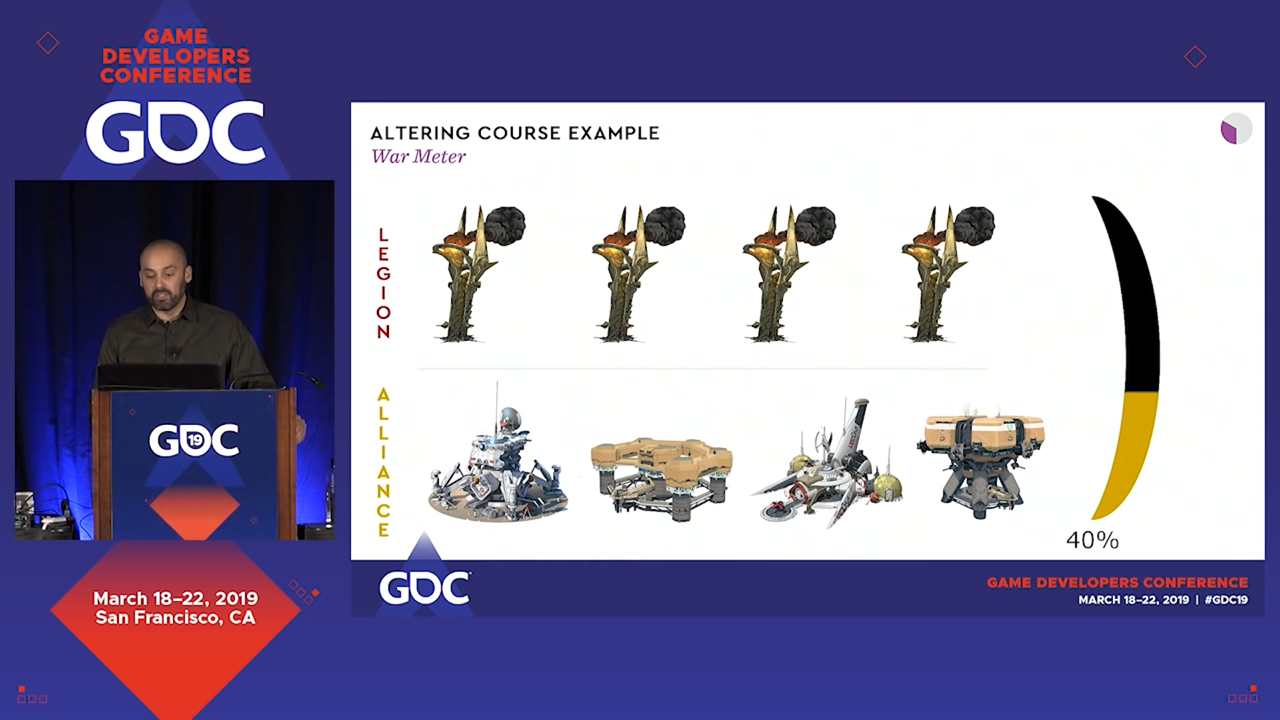 GAME
DEVELOPERS
CONFERENCE
GDC
ALTERING COURSE EXAMPLE
War Meter
LEGION
ALLIANCE
40%
GDC
19
March 18–22, 2019
San Francisco, CA
GDC
GAME DEVELOPERS CONFERENCE
MARCH 18–22, 2019 | #GDC19